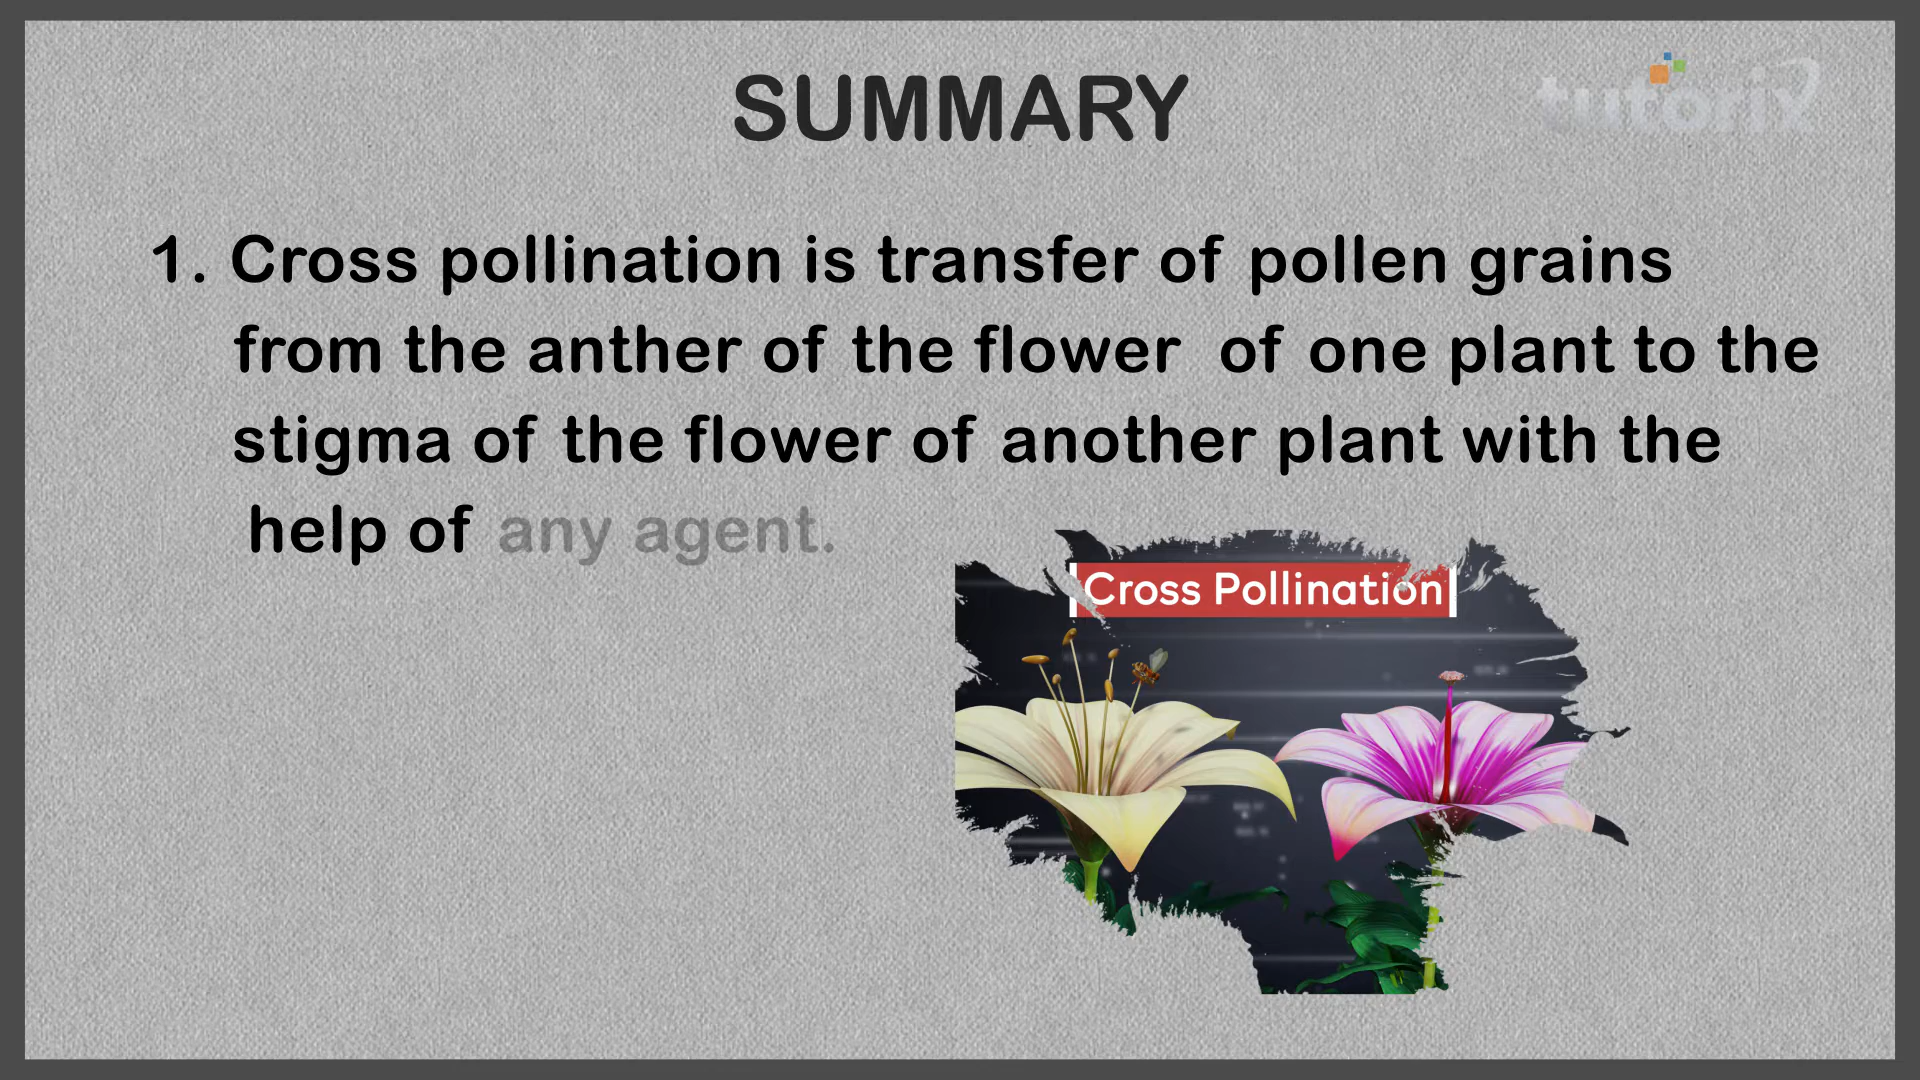 SUMMARY
tutorix
1. Cross pollination is transfer of pollen grains
from the anther of the flower of one plant to the
stigma of the flower of another plant with the
help of any agent.
Cross Pollination